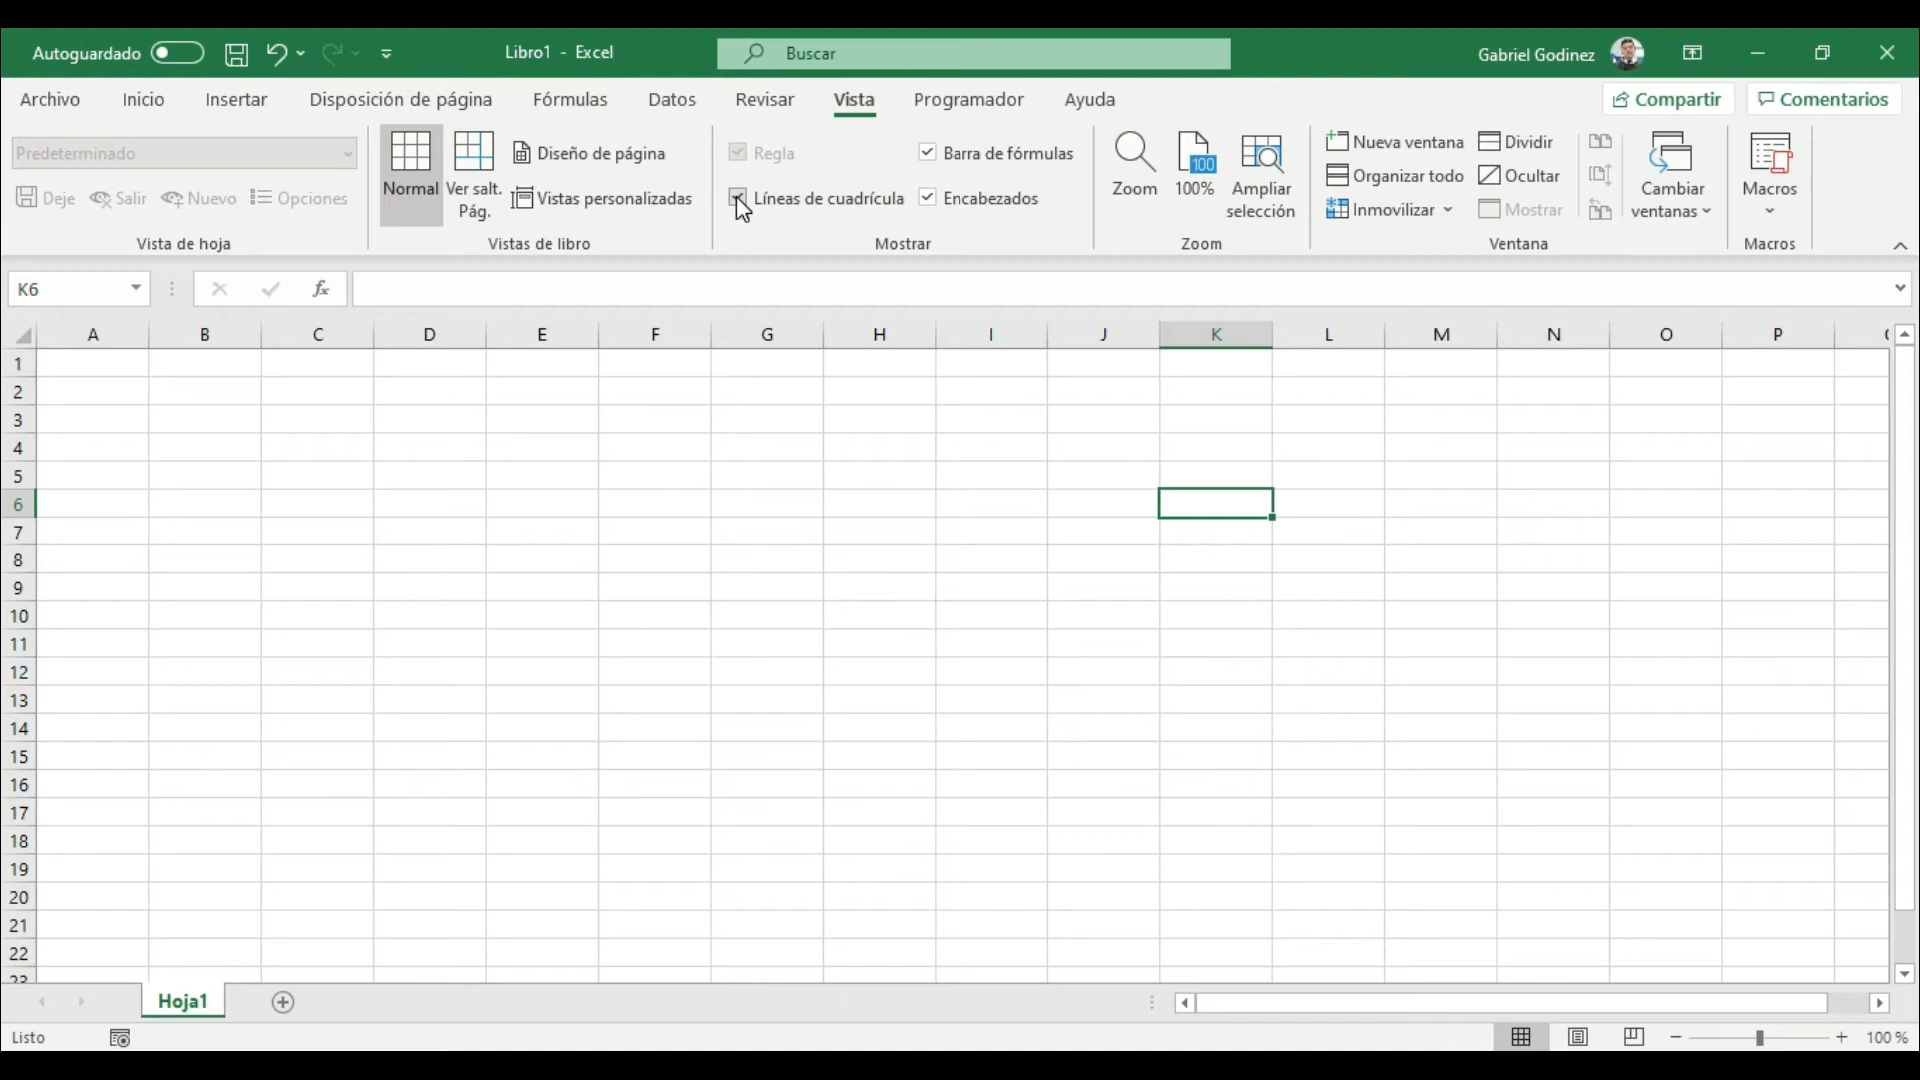 Autoguardado
Libro1 - Excel
Buscar
Gabriel Godinez
Archivo Inicio Insertar Disposición de página Fórmulas Datos Revisar Vista Programador Ayuda
Compartir Comentarios
Predeterminado
Deje Salir Nuevo Opciones
Vista de hoja
Normal
Ver salt. Pág.
Diseño de página
Vistas personalizadas
Vistas de libro
Regla
Líneas de cuadrícula
Barra de fórmulas
Encabezados
Mostrar
Zoom
100
100%
Ampliar selección
Zoom
Nueva ventana
Organizar todo
Inmovilizar
Dividir
Ocultar
Mostrar
Cambiar ventanas
Ventana
Macros
Macros
K6
fx
A B C D E F G H I J K L M N O P
1
2
3
4
5
6
7
8
9
10
11
12
13
14
15
16
17
18
19
20
21
22
23
Hoja1
Listo
100 %